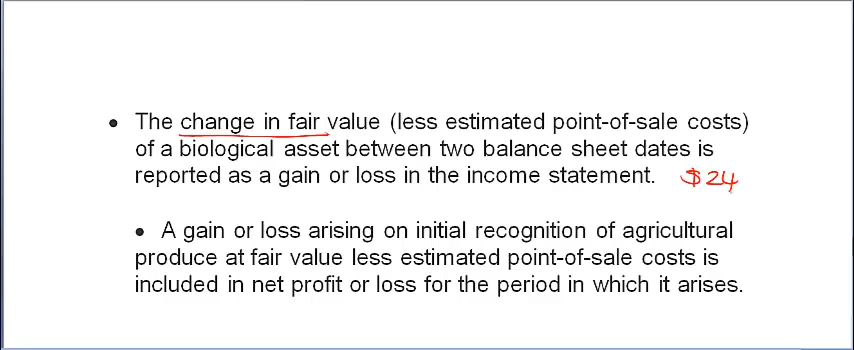 • The change in fair value (less estimated point-of-sale costs)
of a biological asset between two balance sheet dates is
reported as a gain or loss in the income statement. $24
• A gain or loss arising on initial recognition of agricultural
produce at fair value less estimated point-of-sale costs is
included in net profit or loss for the period in which it arises.